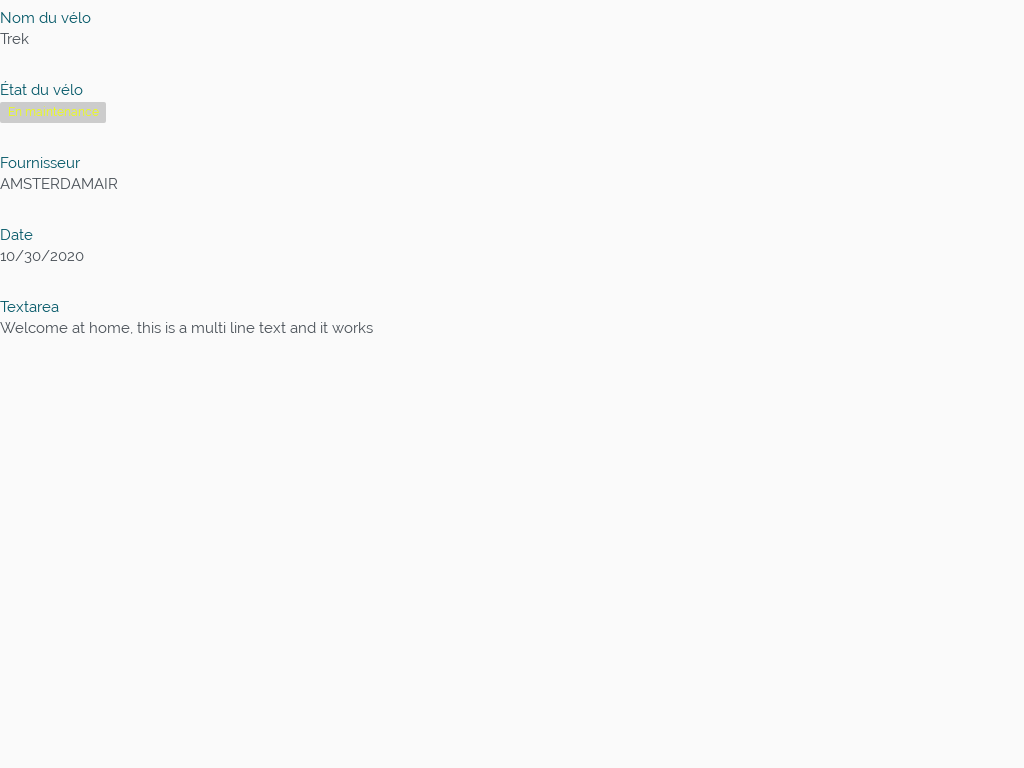 Nom du vélo
Trek
État du vélo
En maintenance
Fournisseur
AMSTERDAMAIR
Date
10/30/2020
Textarea
Welcome at home, this is a multi line text and it works